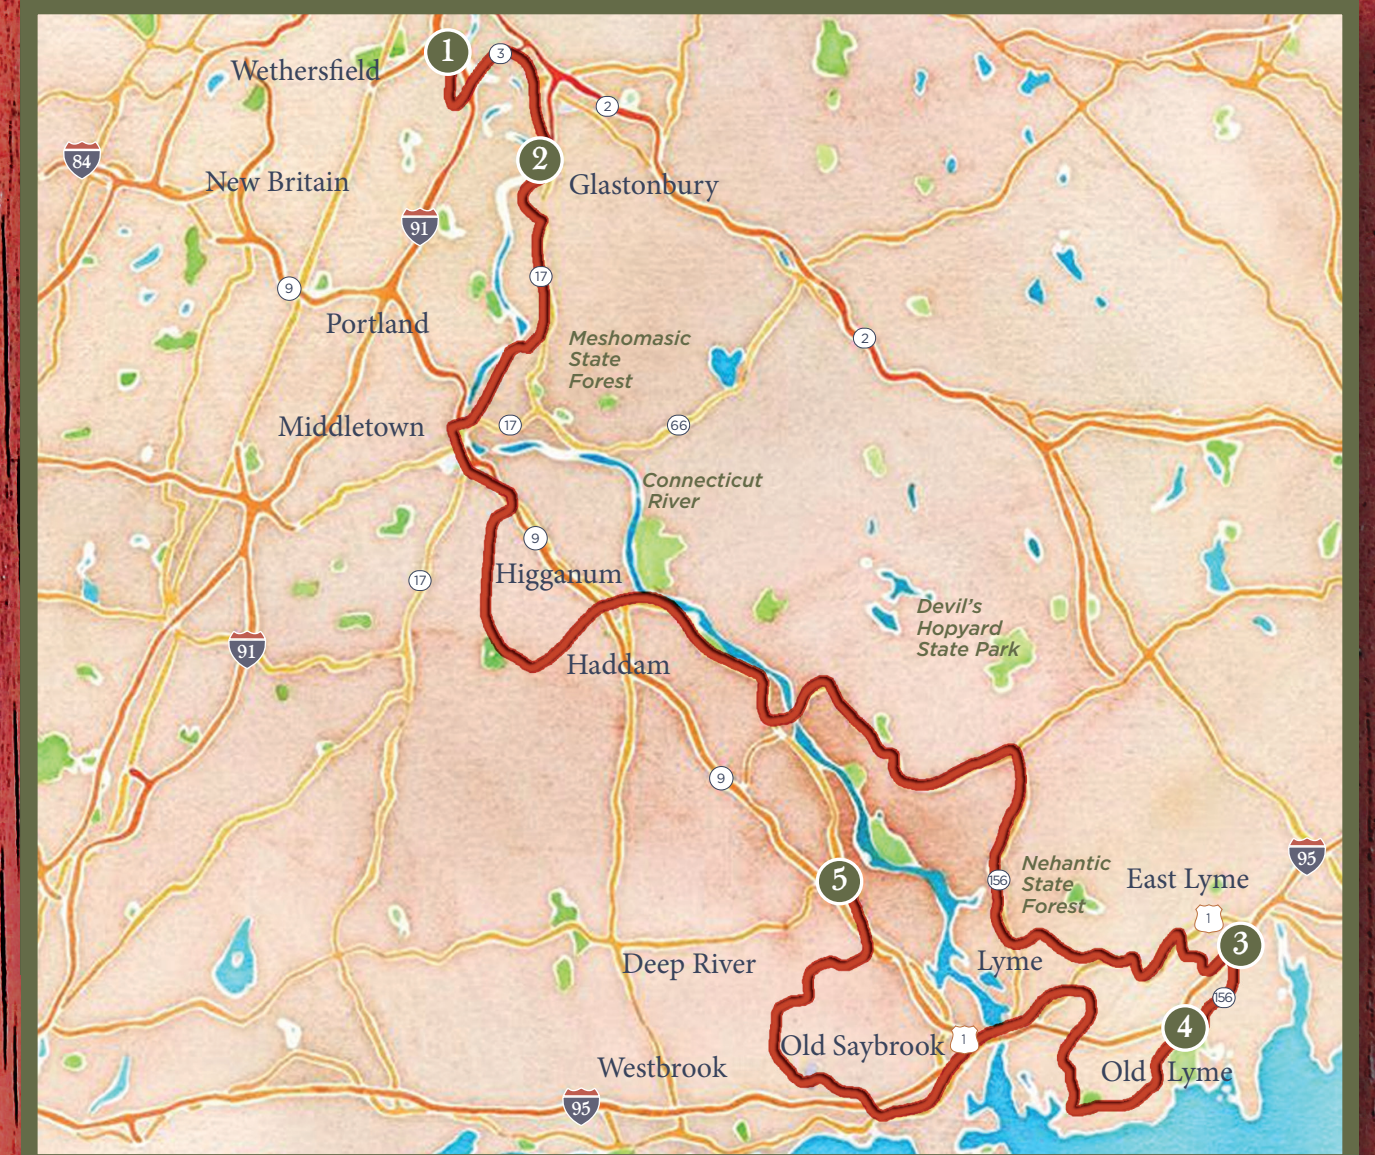 1
3
Wethersfield
2
84
2
New Britain
Glastonbury
91
17
9
Portland
Meshomasic
State
Forest
2
Middletown
17
66
Connecticut
River
9
Higganum
17
Devil's
Hopyard
State Park
91
Haddam
9
95
5
156
Nehantic
State
Forest
East Lyme
1
3
Deep River
Lyme
156
4
Old Saybrook
1
Westbrook
Old Lyme
95